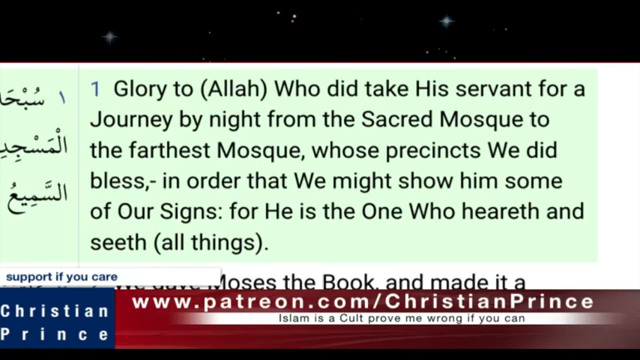 ١ سُبْحَا
الْمَسْجِدِ
السَّمِيعُ
1 Glory to (Allah) Who did take His servant for a
Journey by night from the Sacred Mosque to
the farthest Mosque, whose precincts We did
bless,- in order that We might show him some
of Our Signs: for He is the One Who heareth and
seeth (all things).
We gave Moses the Book, and made it a
support if you care
Christian
Prince
www.patreon.com/ChristianPrince
Islam is a Cult prove me wrong if you can